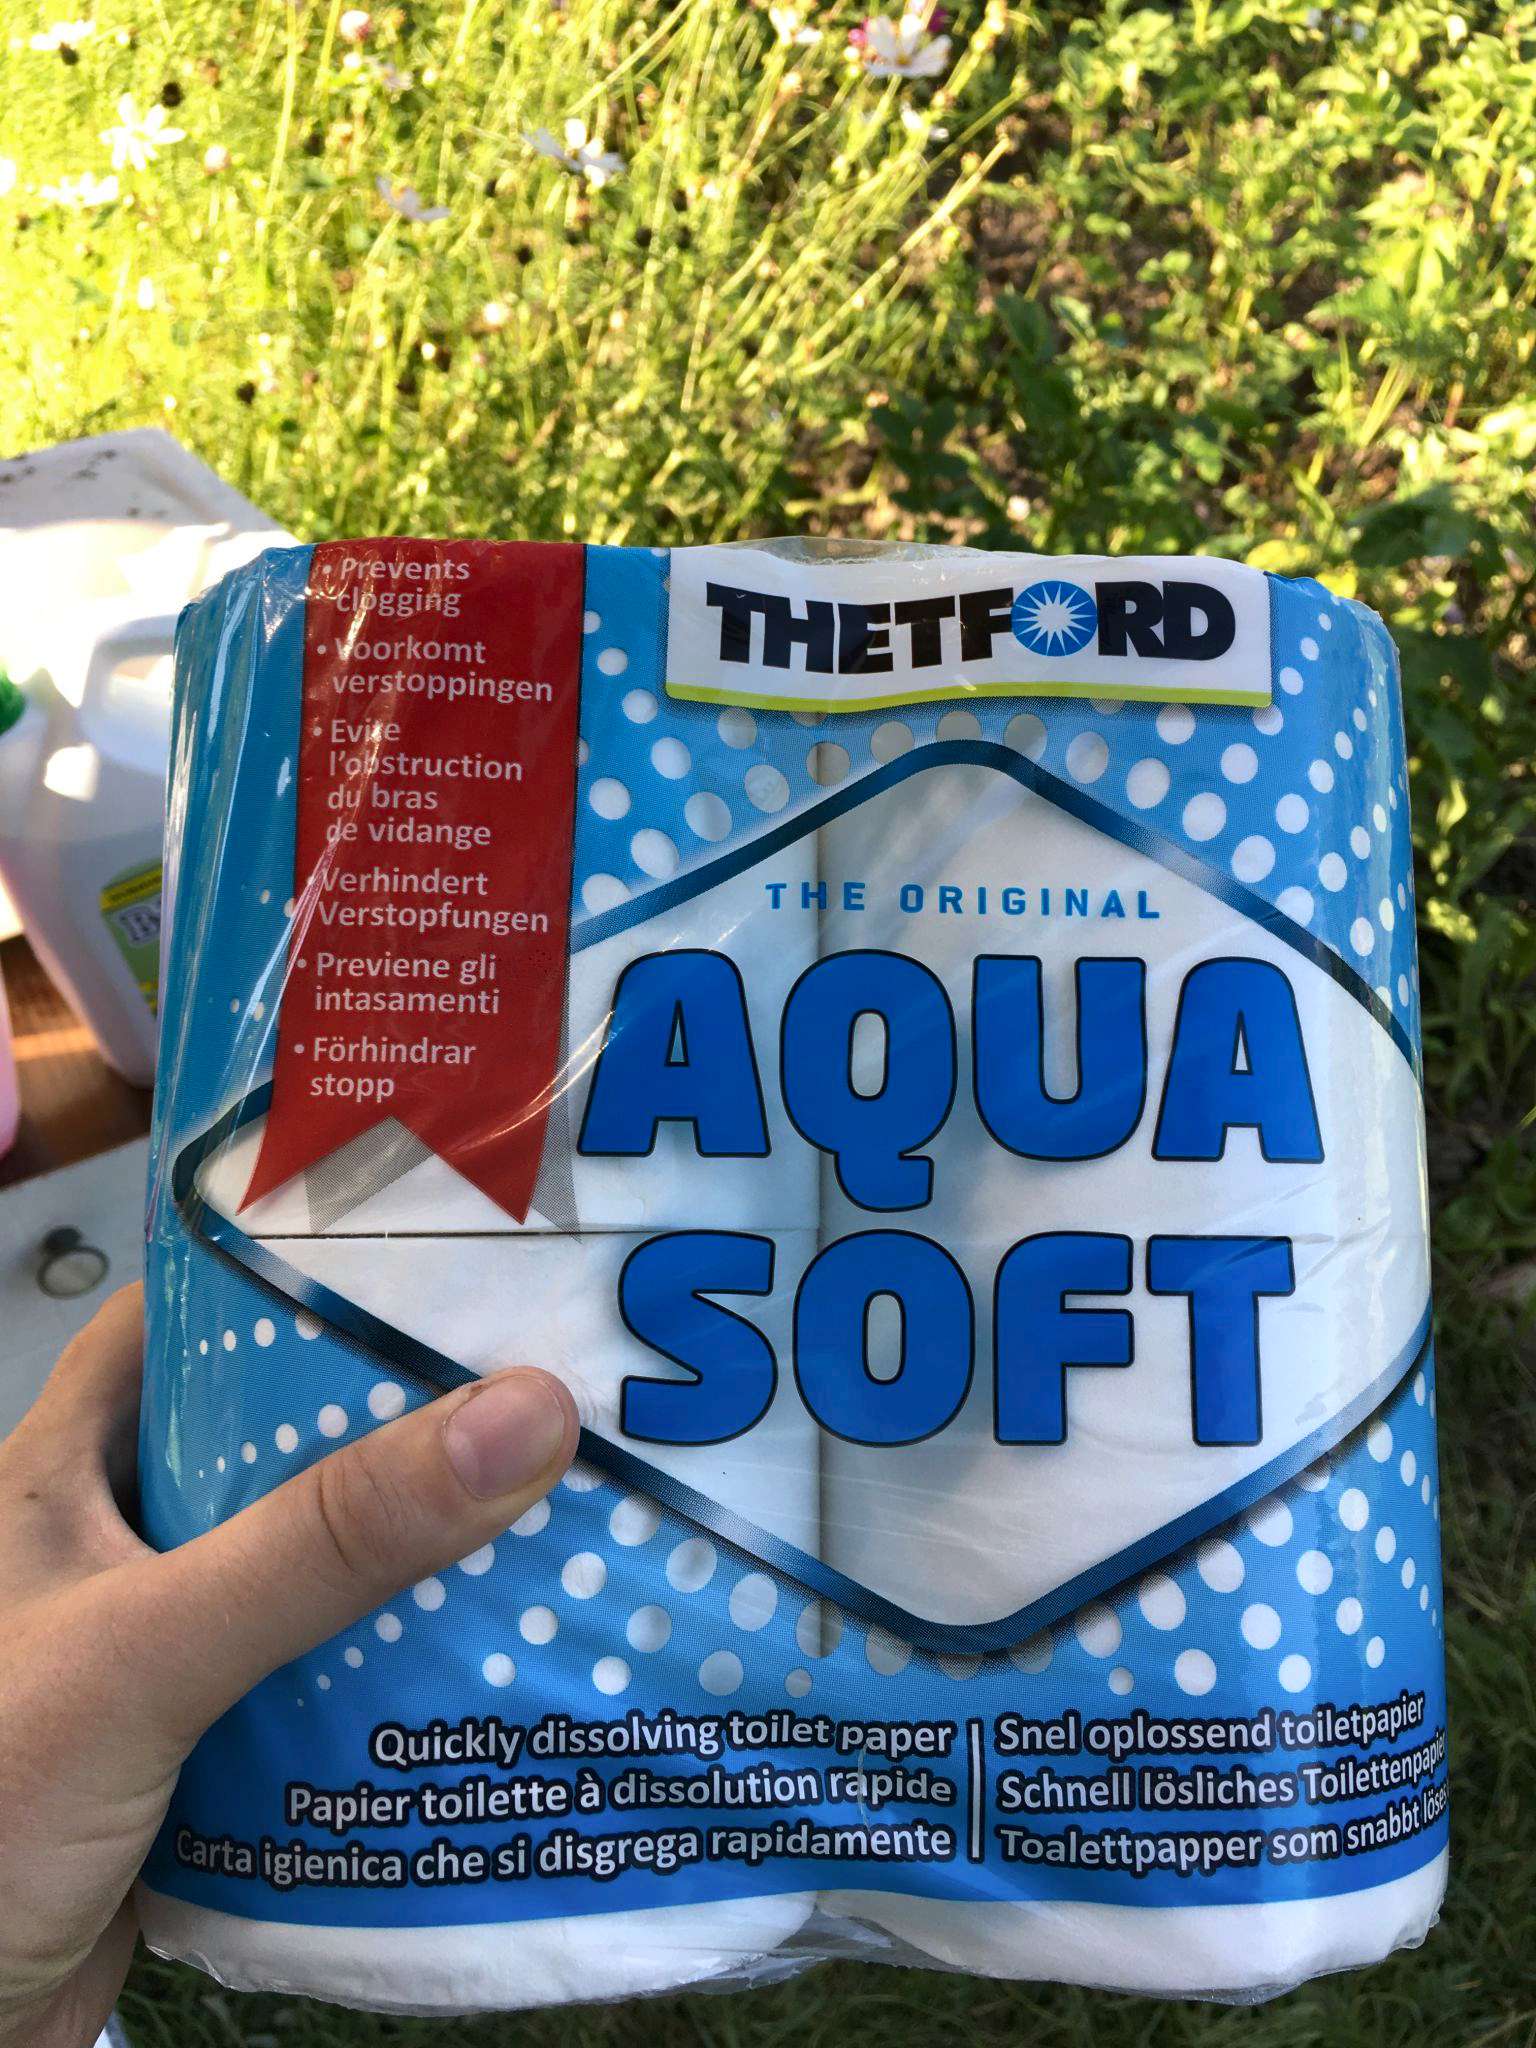 • Prevents
clogging
• Voorkomt
verstoppingen
• Evite
l'obstruction
du bras
de vidange
Verhindert
Verstopfungen
• Previene gli
intasamenti
• Förhindrar
stopp
THETFORD
THE ORIGINAL
AQUA
SOFT
Quickly dissolving toilet paper
Papier toilette à dissolution rapide
Carta igienica che si disgrega rapidamente
Snel oplossend toiletpapier
Schnell lösliches Toilettenpapier
Toalettpapper som snabbt